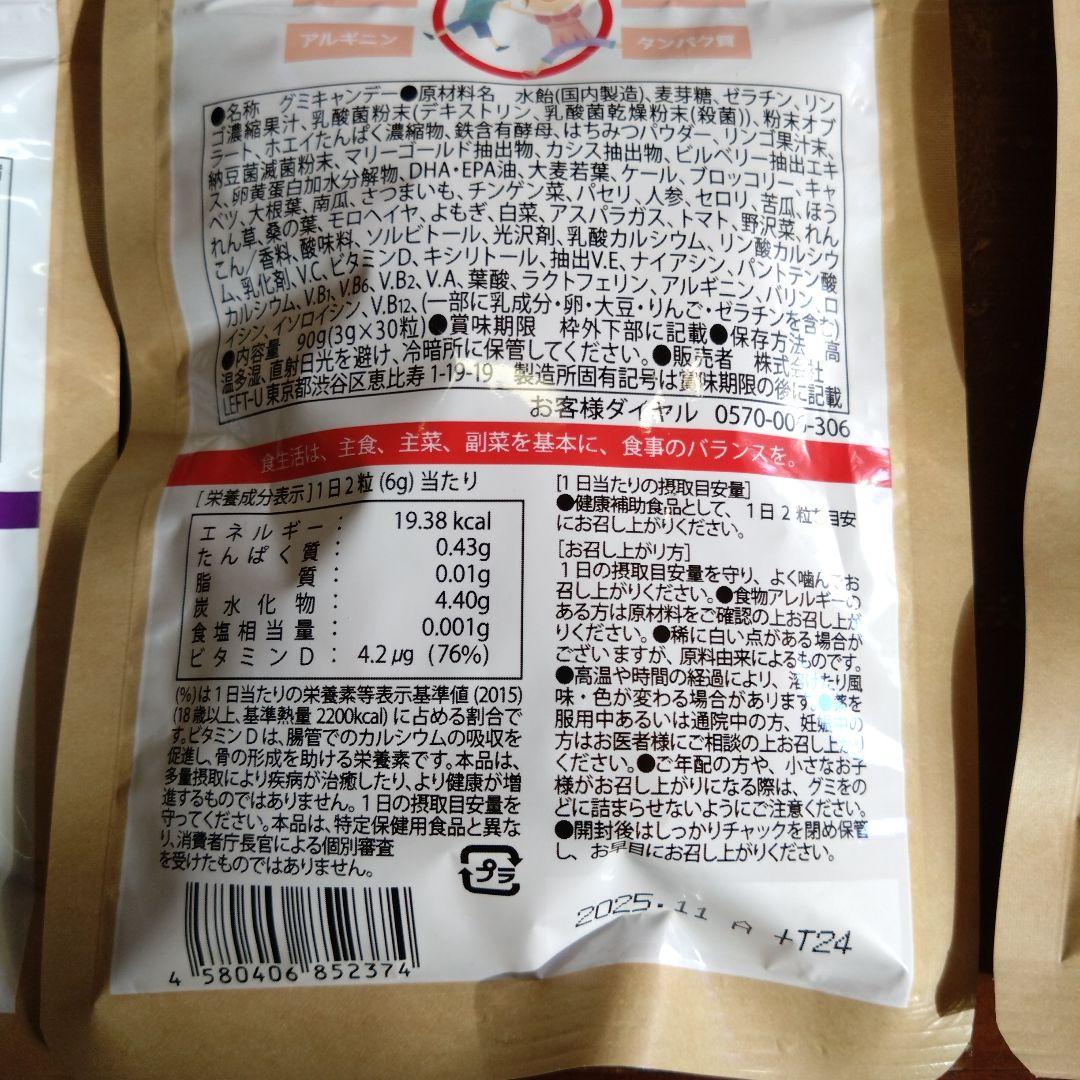 アルギニン
タンパク質
●名称 グミキャンデー●原材料名 水飴(国内製造)、麦芽糖、ゼラチン、リン
ゴ濃縮果汁、乳酸菌粉末(デキストリン、乳酸菌乾燥粉末(殺菌))、粉末オブ
ラート、ホエイたんぱく濃縮物、鉄含有酵母、はちみつパウダー、リンゴ果汁末、
納豆菌滅菌粉末、マリーゴールド抽出物、カシス抽出物、ビルベリー抽出エキ
ス、卵黄蛋白加水分解物、DHA・EPA油、大麦若葉、ケール、ブロッコリー、キャ
ベツ、大根葉、南瓜、さつまいも、チンゲン菜、パセリ、人参、セロリ、苦瓜、ほう
れん草、桑の葉、モロヘイヤ、よもぎ、白菜、アスパラガス、トマト、野沢菜、れん
こん/香料、酸味料、ソルビトール、光沢剤、乳酸カルシウム、リン酸カルシウ
ム、乳化剤、V.C、ビタミンD、キシリトール、抽出V.E、ナイアシン、パントテン酸
カルシウム、V.B1、V.B6、V.B2、V.A、葉酸、ラクトフェリン、アルギニン、バリン、ロ
イシン、イソロイシン、V.B12、(一部に乳成分・卵・大豆・りんご・ゼラチンを含む)
●内容量 90g(3g×30粒)●賞味期限 枠外下部に記載●保存方法 高
温多湿、直射日光を避け、冷暗所に保管してください。●販売者 株式会社
LEFT-U 東京都渋谷区恵比寿 1-19-19 製造所固有記号は賞味期限の後に記載
お客様ダイヤル 0570-00-306
食生活は、主食、主菜、副菜を基本に、食事のバランスを。
[栄養成分表示]1日2粒(6g)当たり
エネルギー: 19.38 kcal
たんぱく質: 0.43g
脂質: 0.01g
炭水化物: 4.40g
食塩相当量: 0.001g
ビタミンD: 4.2μg (76%)
(%)は1日当たりの栄養素等表示基準値(2015)
(18歳以上、基準熱量 2200kcal)に占める割合で
す。ビタミンDは、腸管でのカルシウムの吸収を
促進し、骨の形成を助ける栄養素です。本品は、
多量摂取により疾病が治癒したり、より健康が増
進するものではありません。1日の摂取目安量を
守ってください。本品は、特定保健用食品と異な
り、消費者庁長官による個別審査
を受けたものではありません。
プラ
[1日当たりの摂取目安量]
●健康補助食品として、1日2粒を目安
にお召し上がりください。
[お召し上がり方]
1日の摂取目安量を守り、よく噛んでお
召し上がりください。●食物アレルギーの
ある方は原材料をご確認の上お召し上が
りください。●稀に白い点がある場合が
ございますが、原料由来によるものです。
●高温や時間の経過により、溶けたり風
味・色が変わる場合があります。●薬を
服用中あるいは通院中の方、妊娠中の
方はお医者様にご相談の上お召し上がり
ください。●ご年配の方や、小さなお子
様がお召し上がりになる際は、グミをの
どに詰まらせないようにご注意ください。
●開封後はしっかりチャックを閉め保管
し、お早目にお召し上がりください。
2025.11 A +T24
4 580406 852374